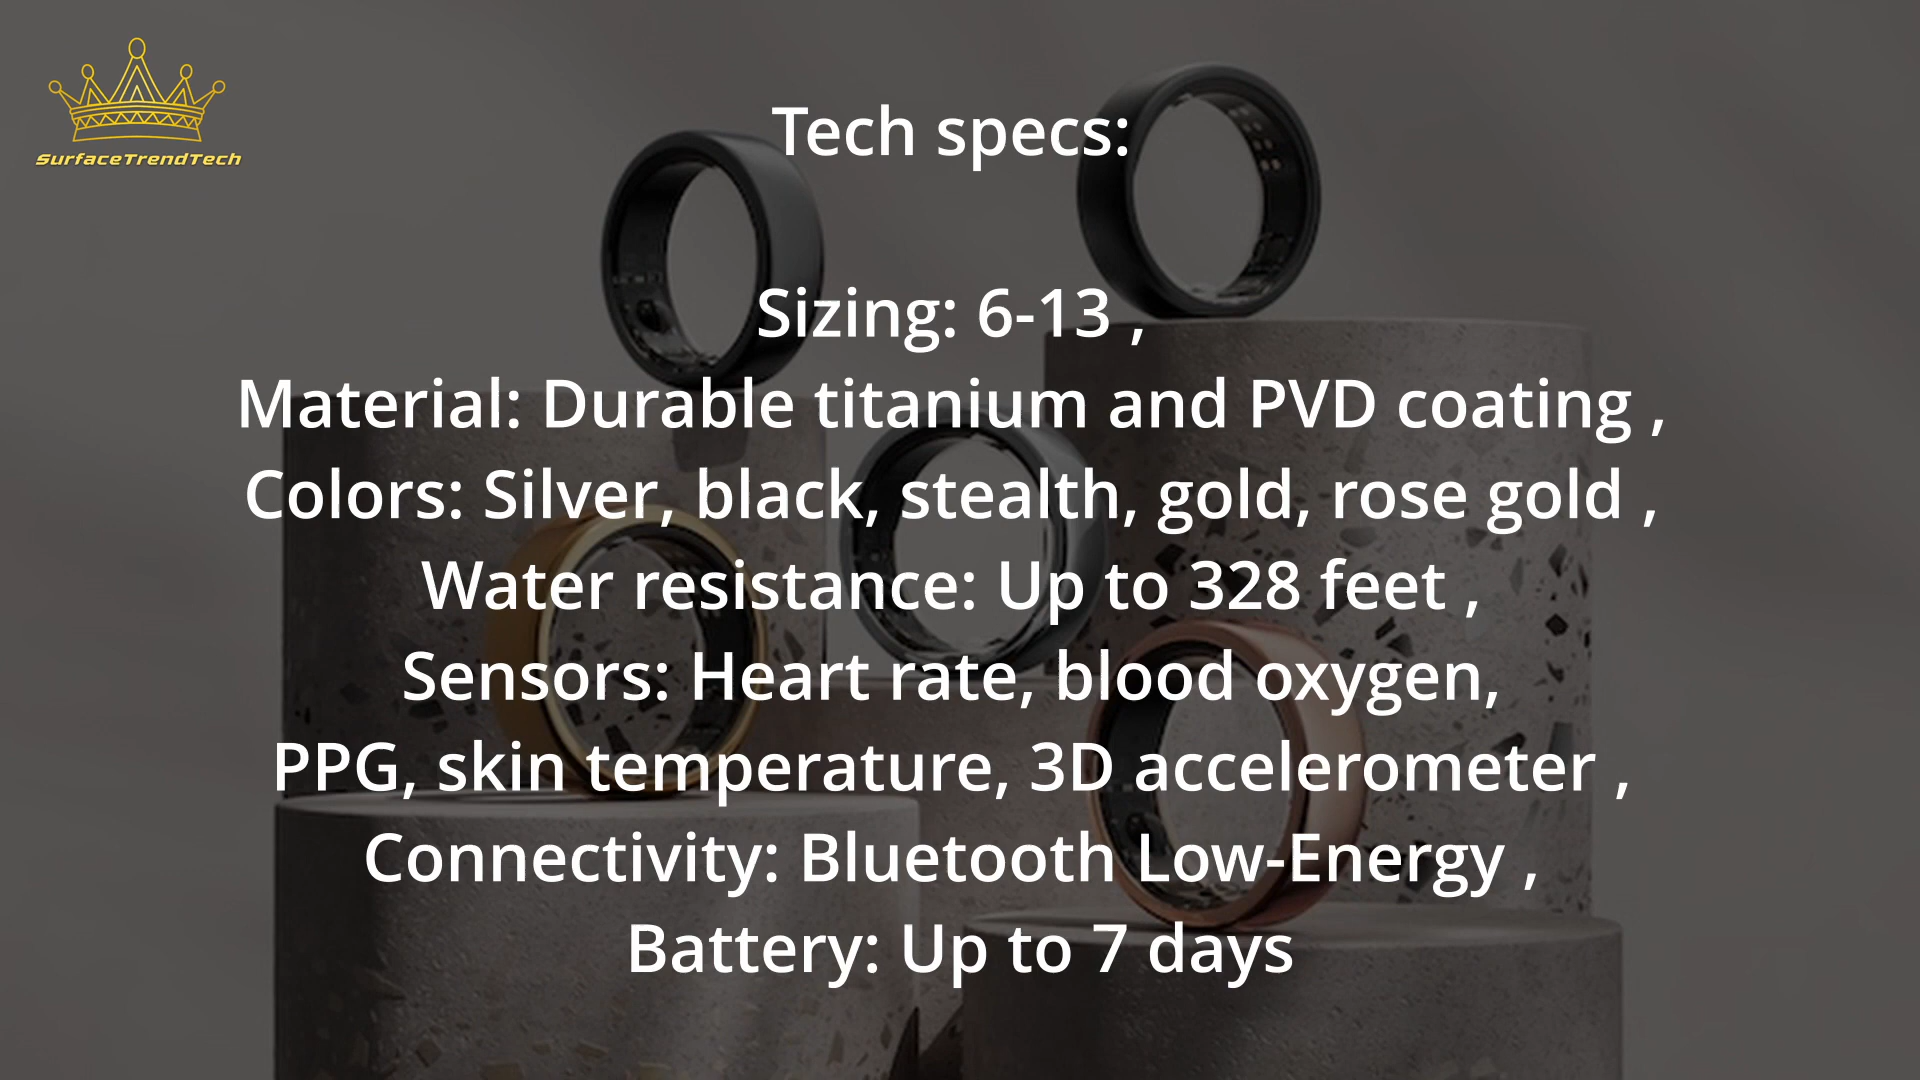 SurfaceTrendTech
Tech specs:
Sizing: 6-13 ,
Material: Durable titanium and PVD coating ,
Colors: Silver, black, stealth, gold, rose gold ,
Water resistance: Up to 328 feet ,
Sensors: Heart rate, blood oxygen,
PPG, skin temperature, 3D accelerometer ,
Connectivity: Bluetooth Low-Energy ,
Battery: Up to 7 days